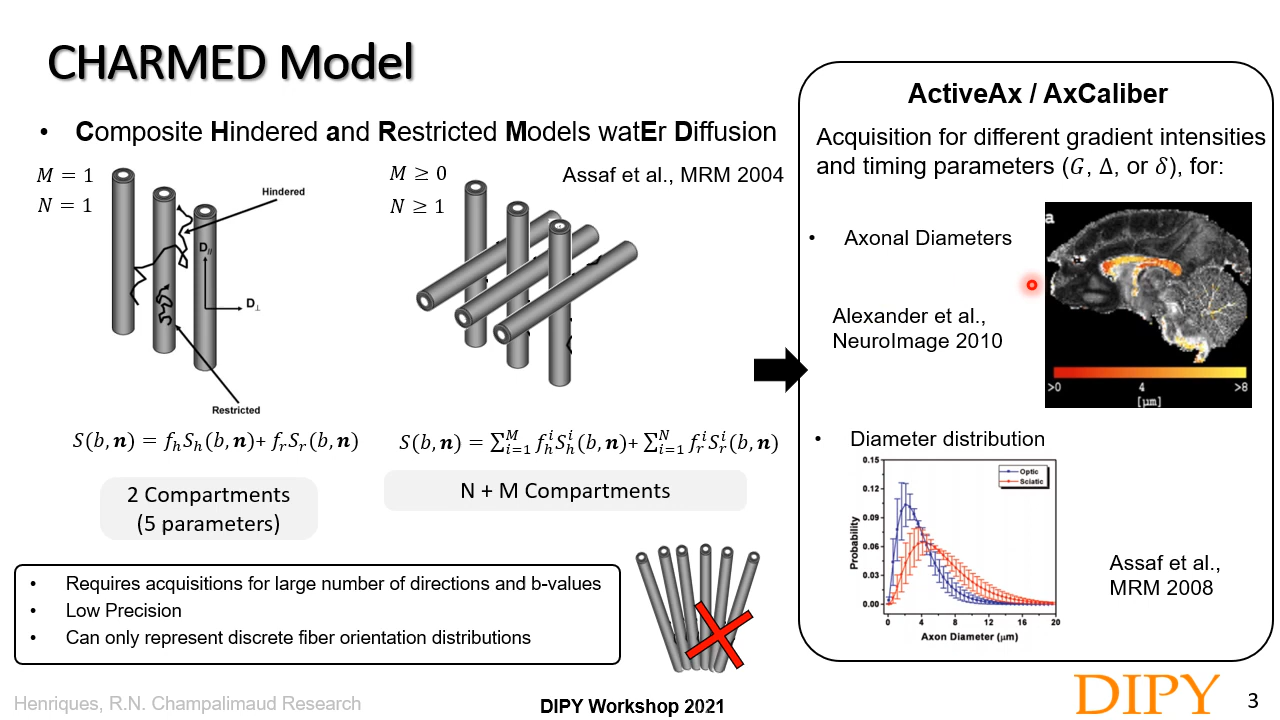 CHARMED Model
• Composite Hindered and Restricted Models watEr Diffusion
M = 1
N = 1
Hindered
D//
D⊥
Restricted
S(b, n) = f_h S_h(b, n) + f_r S_r(b, n)
2 Compartments
(5 parameters)
M ≥ 0
N ≥ 1
Assaf et al., MRM 2004
S(b, n) = ∑_{i=1}^{M} f_h^i S_h^i(b, n) + ∑_{i=1}^{N} f_r^i S_r^i(b, n)
N + M Compartments
• Requires acquisitions for large number of directions and b-values
• Low Precision
• Can only represent discrete fiber orientation distributions
ActiveAx / AxCaliber
Acquisition for different gradient intensities
and timing parameters (G, Δ, or δ), for:
• Axonal Diameters
Alexander et al.,
NeuroImage 2010
a
>0 4 >8
[μm]
• Diameter distribution
Optic
Sciatic
Probability
0.15
0.12
0.09
0.06
0.03
0.00
0 4 8 12 16 20
Axon Diameter (μm)
Assaf et al.,
MRM 2008
Henriques, R.N. Champalimaud Research
DIPY Workshop 2021
DIPY
3